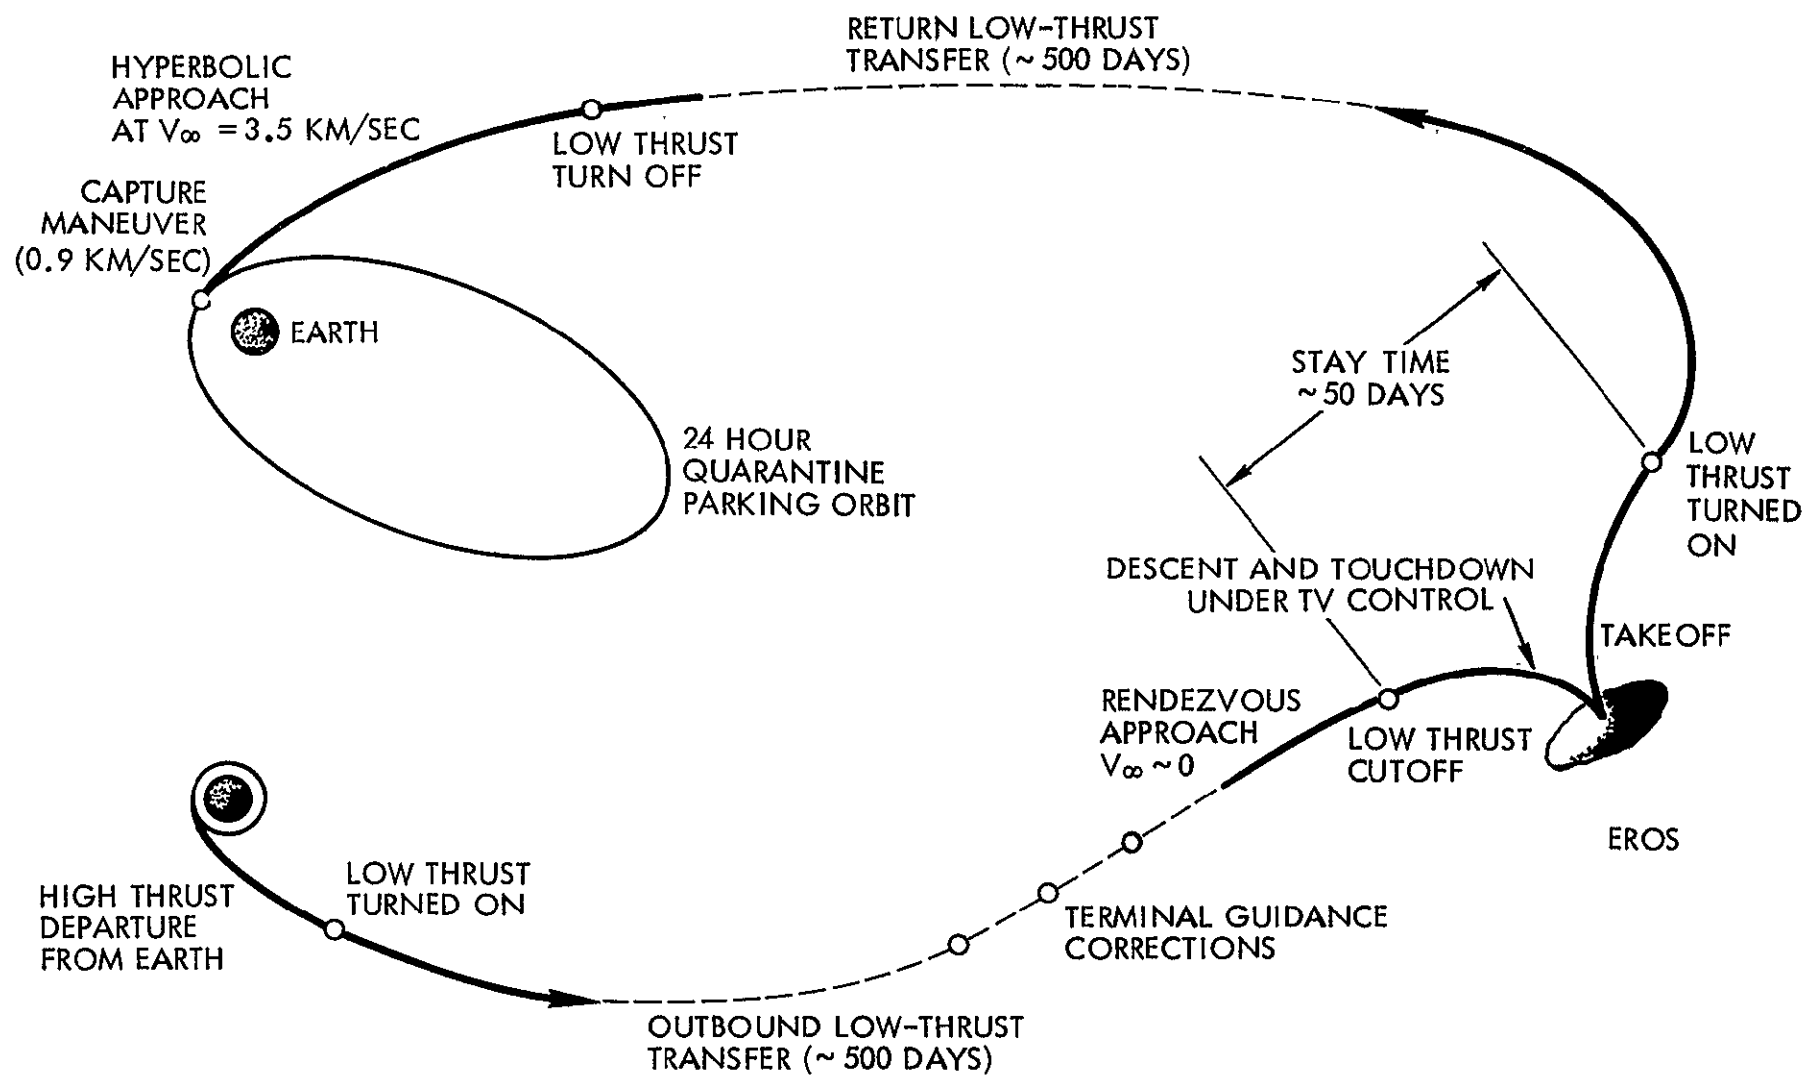 RETURN LOW-THRUST
TRANSFER (~ 500 DAYS)
HYPERBOLIC
APPROACH
AT V∞ = 3.5 KM/SEC
LOW THRUST
TURN OFF
CAPTURE
MANEUVER
(0.9 KM/SEC)
EARTH
STAY TIME
~ 50 DAYS
24 HOUR
QUARANTINE
PARKING ORBIT
LOW
THRUST
TURNED
ON
DESCENT AND TOUCHDOWN
UNDER TV CONTROL
TAKEOFF
RENDEZVOUS
APPROACH
V∞ ~ 0
LOW THRUST
CUTOFF
EROS
HIGH THRUST
DEPARTURE
FROM EARTH
LOW THRUST
TURNED ON
TERMINAL GUIDANCE
CORRECTIONS
OUTBOUND LOW-THRUST
TRANSFER (~ 500 DAYS)